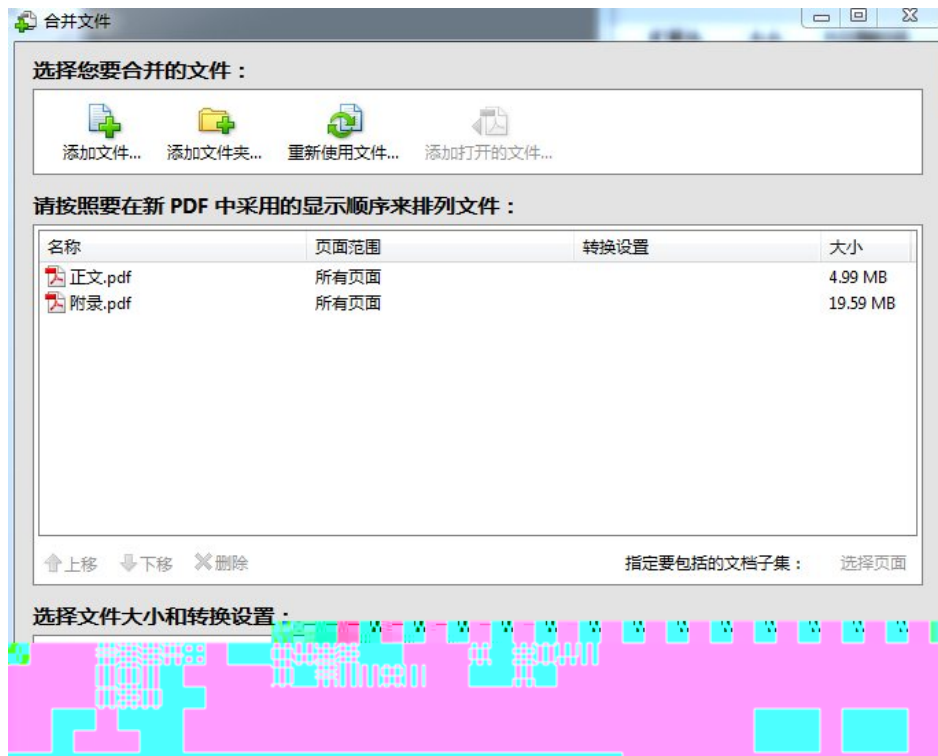 合并文件
选择您要合并的文件：
添加文件... 添加文件夹... 重新使用文件... 添加打开的文件...
请按照要在新 PDF 中采用的显示顺序来排列文件：
名称 页面范围 转换设置 大小
正文.pdf 所有页面 4.99 MB
附录.pdf 所有页面 19.59 MB
上移 下移 删除 指定要包括的文档子集： 选择页面
选择文件大小和转换设置：